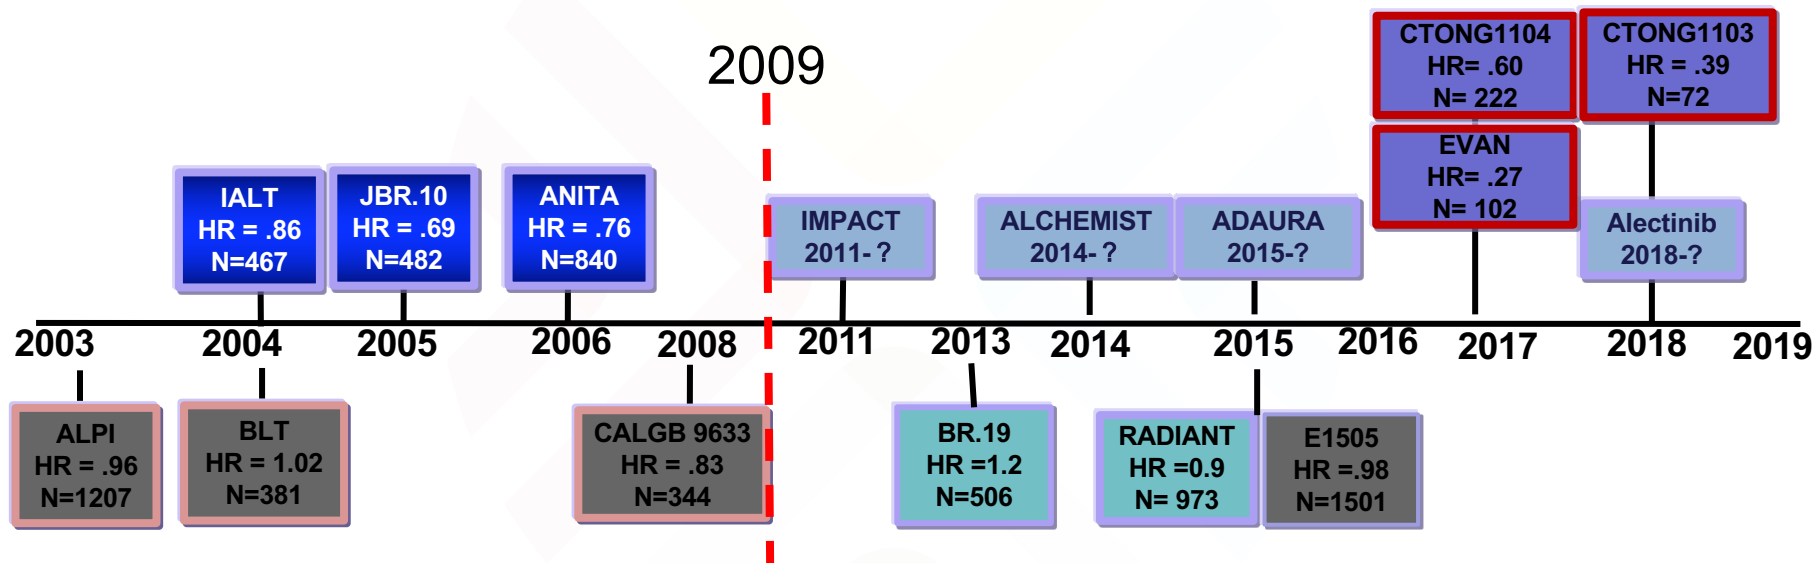 2009
CTONG1104
HR= .60
N= 222
CTONG1103
HR = .39
N=72
EVAN
HR= .27
N= 102
IALT
HR = .86
N=467
JBR.10
HR = .69
N=482
ANITA
HR = .76
N=840
IMPACT
2011- ?
ALCHEMIST
2014- ?
ADAURA
2015-?
Alectinib
2018-?
2003
2004
2005
2006
2008
2011
2013
2014
2015
2016
2017
2018
2019
ALPI
HR = .96
N=1207
BLT
HR = 1.02
N=381
CALGB 9633
HR = .83
N=344
BR.19
HR =1.2
N=506
RADIANT
HR =0.9
N= 973
E1505
HR =.98
N=1501